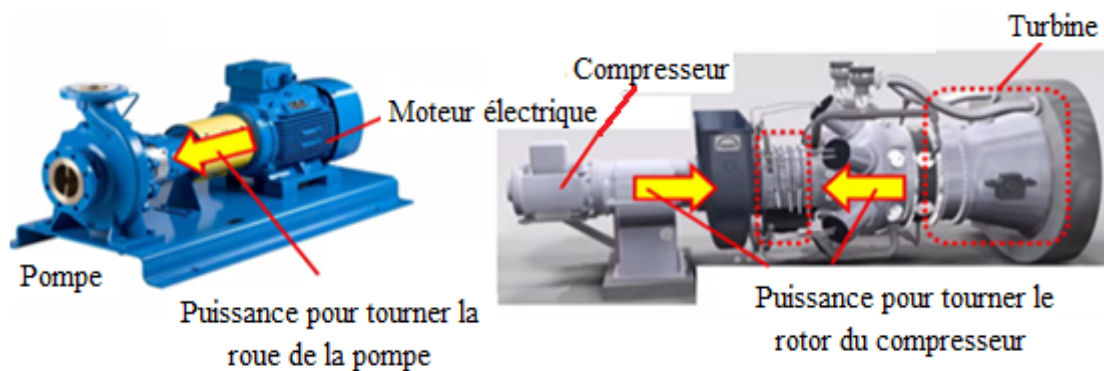 Turbine
Compresseur
Moteur électrique
Pompe
Puissance pour tourner la
roue de la pompe
Puissance pour tourner le
rotor du compresseur